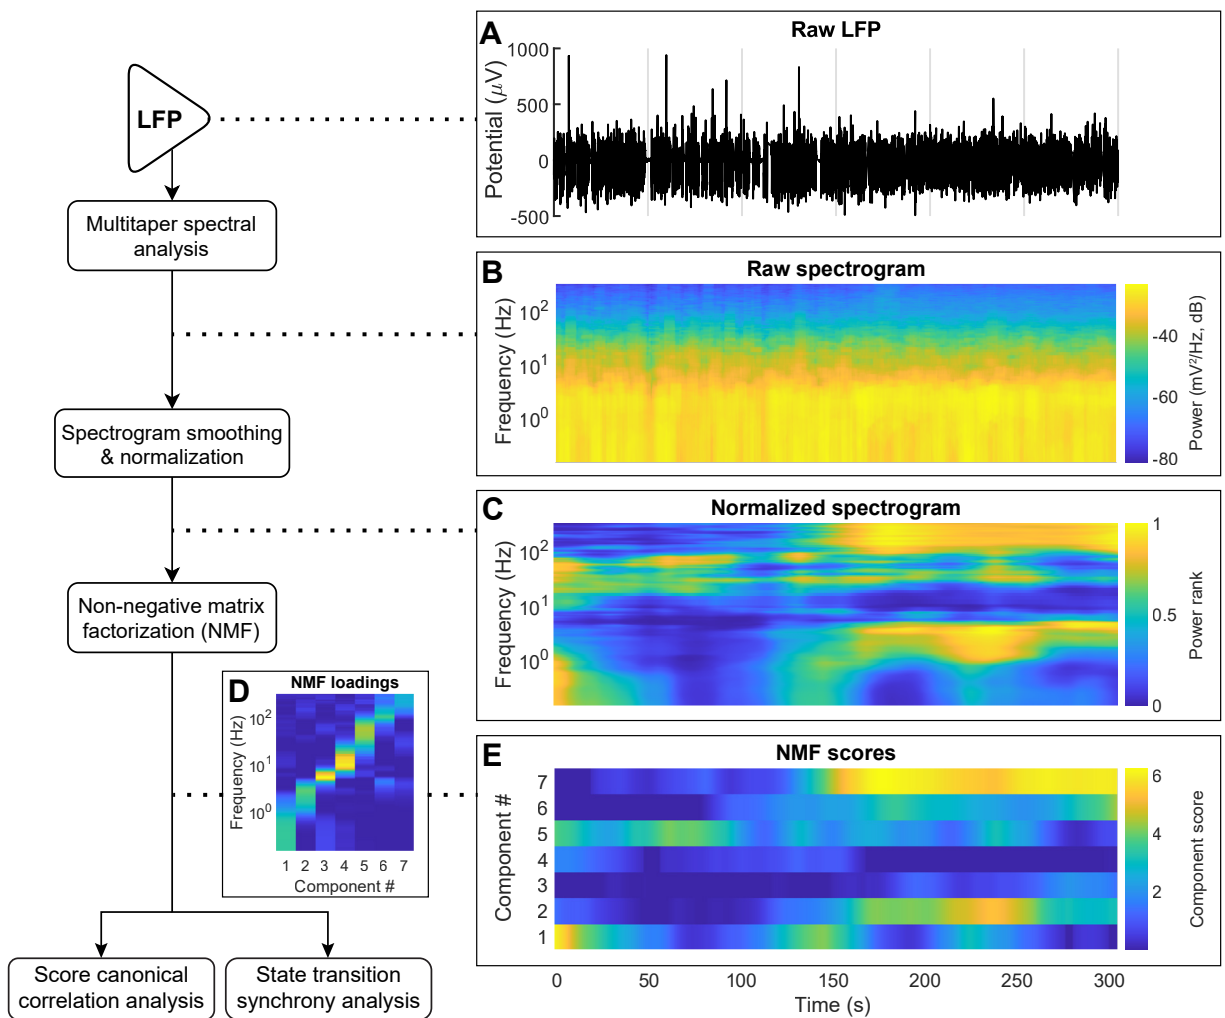 LFP
Multitaper spectral
analysis
Spectrogram smoothing
& normalization
Non-negative matrix
factorization (NMF)
Score canonical
correlation analysis
State transition
synchrony analysis
A
Raw LFP
Potential (μV)
1000
500
0
-500
B
Raw spectrogram
Frequency (Hz)
10²
10¹
10⁰
-40
-60
-80
Power (mV²/Hz, dB)
C
Normalized spectrogram
Frequency (Hz)
10²
10¹
10⁰
1
0.5
0
Power rank
D
NMF loadings
Frequency (Hz)
10²
10¹
10⁰
1 2 3 4 5 6 7
Component #
E
NMF scores
Component #
7
6
5
4
3
2
1
6
4
2
Component score
0 50 100 150 200 250 300
Time (s)